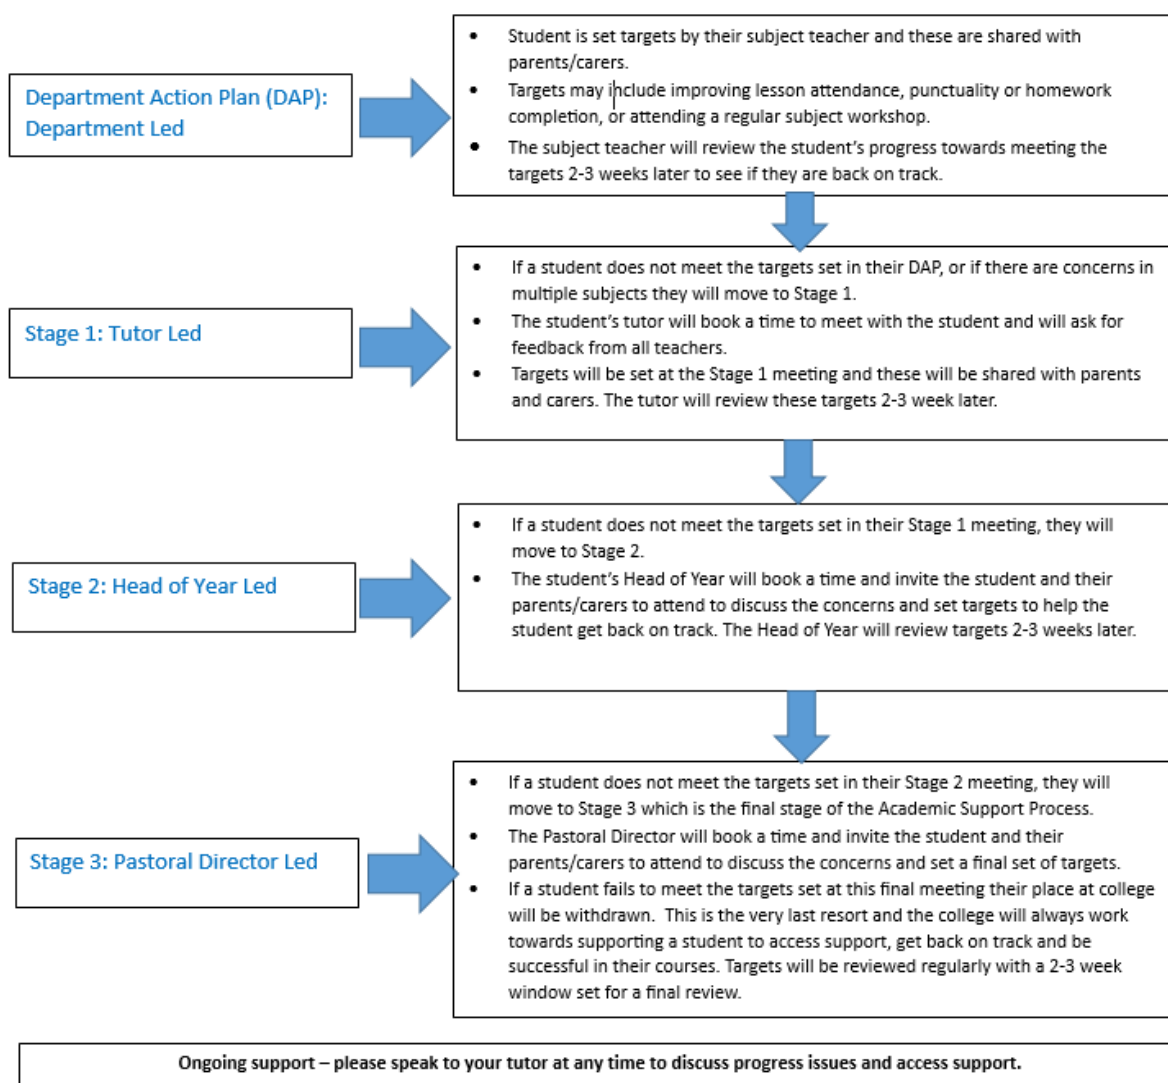 Department Action Plan (DAP):
Department Led
• Student is set targets by their subject teacher and these are shared with
parents/carers.
• Targets may include improving lesson attendance, punctuality or homework
completion, or attending a regular subject workshop.
• The subject teacher will review the student's progress towards meeting the
targets 2-3 weeks later to see if they are back on track.
Stage 1: Tutor Led
• If a student does not meet the targets set in their DAP, or if there are concerns in
multiple subjects they will move to Stage 1.
• The student's tutor will book a time to meet with the student and will ask for
feedback from all teachers.
• Targets will be set at the Stage 1 meeting and these will be shared with parents
and carers. The tutor will review these targets 2-3 week later.
Stage 2: Head of Year Led
• If a student does not meet the targets set in their Stage 1 meeting, they will
move to Stage 2.
• The student's Head of Year will book a time and invite the student and their
parents/carers to attend to discuss the concerns and set targets to help the
student get back on track. The Head of Year will review targets 2-3 weeks later.
Stage 3: Pastoral Director Led
• If a student does not meet the targets set in their Stage 2 meeting, they will
move to Stage 3 which is the final stage of the Academic Support Process.
• The Pastoral Director will book a time and invite the student and their
parents/carers to attend to discuss the concerns and set a final set of targets.
• If a student fails to meet the targets set at this final meeting their place at college
will be withdrawn. This is the very last resort and the college will always work
towards supporting a student to access support, get back on track and be
successful in their courses. Targets will be reviewed regularly with a 2-3 week
window set for a final review.
Ongoing support – please speak to your tutor at any time to discuss progress issues and access support.